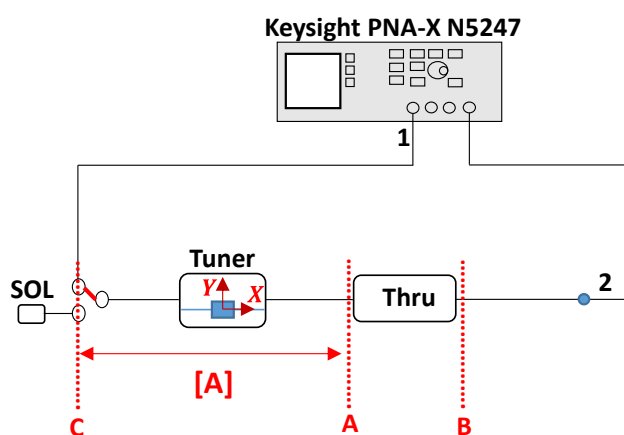 Keysight PNA-X N5247
1
Tuner
SOL
Y
X
Thru
2
[A]
C
A
B